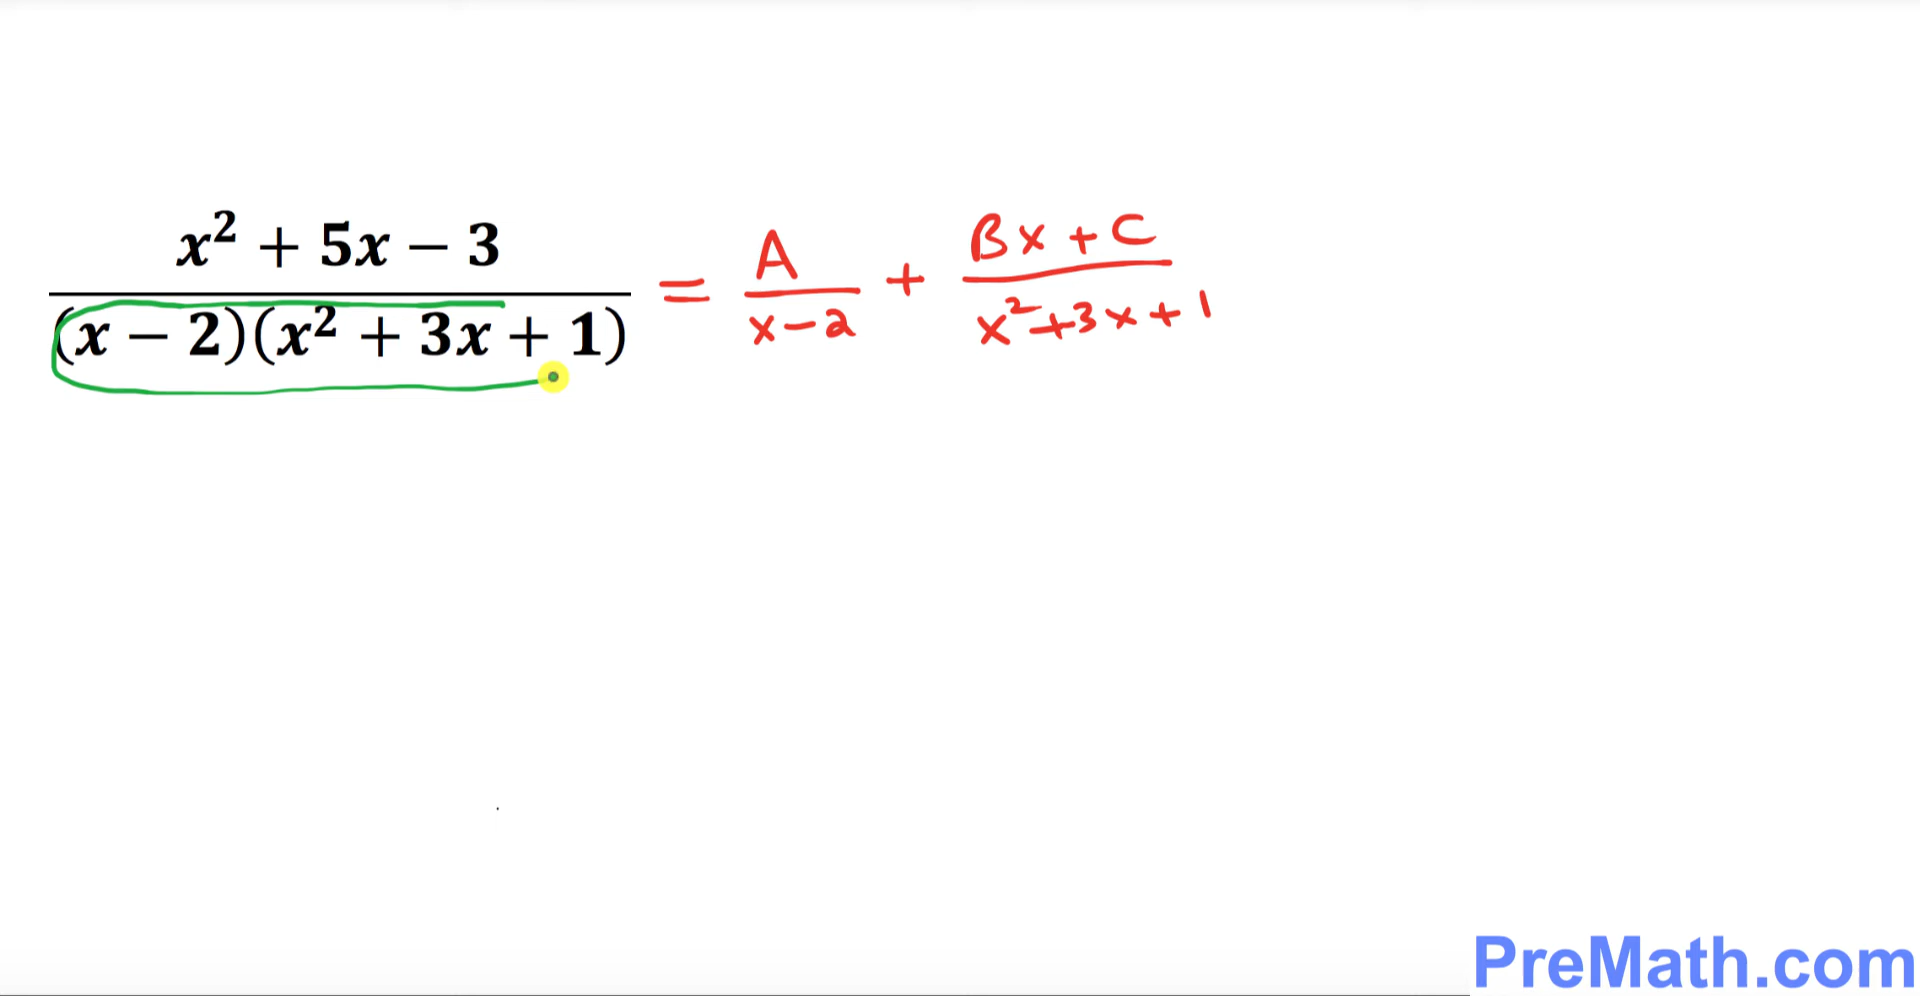 x² + 5x − 3 / (x − 2)(x² + 3x + 1) = A / x−2 + Bx + C / x²+3x+1
PreMath.com